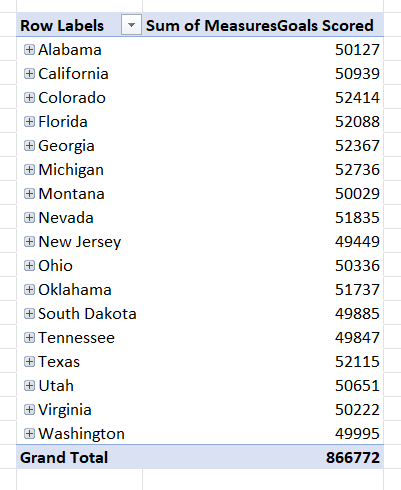 Row Labels Sum of MeasuresGoals Scored
Alabama 50127
California 50939
Colorado 52414
Florida 52088
Georgia 52367
Michigan 52736
Montana 50029
Nevada 51835
New Jersey 49449
Ohio 50336
Oklahoma 51737
South Dakota 49885
Tennessee 49847
Texas 52115
Utah 50651
Virginia 50222
Washington 49995
Grand Total 866772